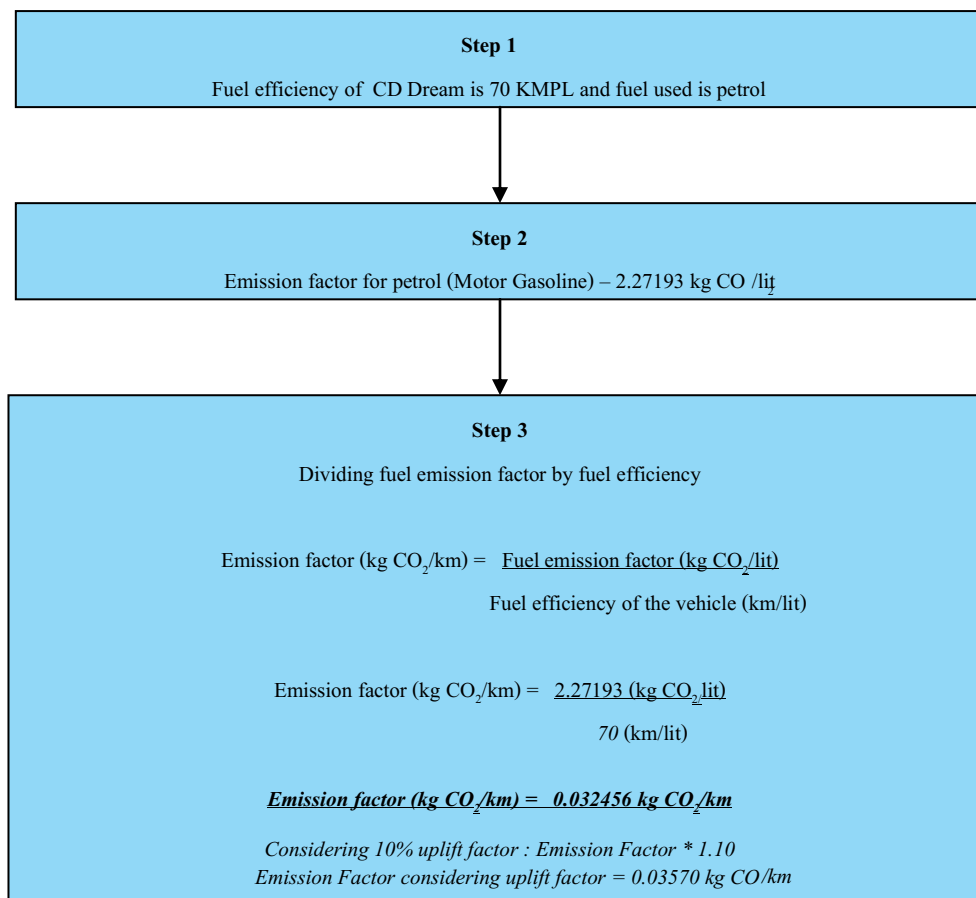 Step 1
Fuel efficiency of CD Dream is 70 KMPL and fuel used is petrol
Step 2
Emission factor for petrol (Motor Gasoline) – 2.27193 kg CO₂/lit
Step 3
Dividing fuel emission factor by fuel efficiency
Emission factor (kg CO₂/km) = Fuel emission factor (kg CO₂/lit)
Fuel efficiency of the vehicle (km/lit)
Emission factor (kg CO₂/km) = 2.27193 (kg CO₂/lit)
70 (km/lit)
Emission factor (kg CO₂/km) = 0.032456 kg CO₂/km
Considering 10% uplift factor : Emission Factor * 1.10
Emission Factor considering uplift factor = 0.03570 kg CO/km